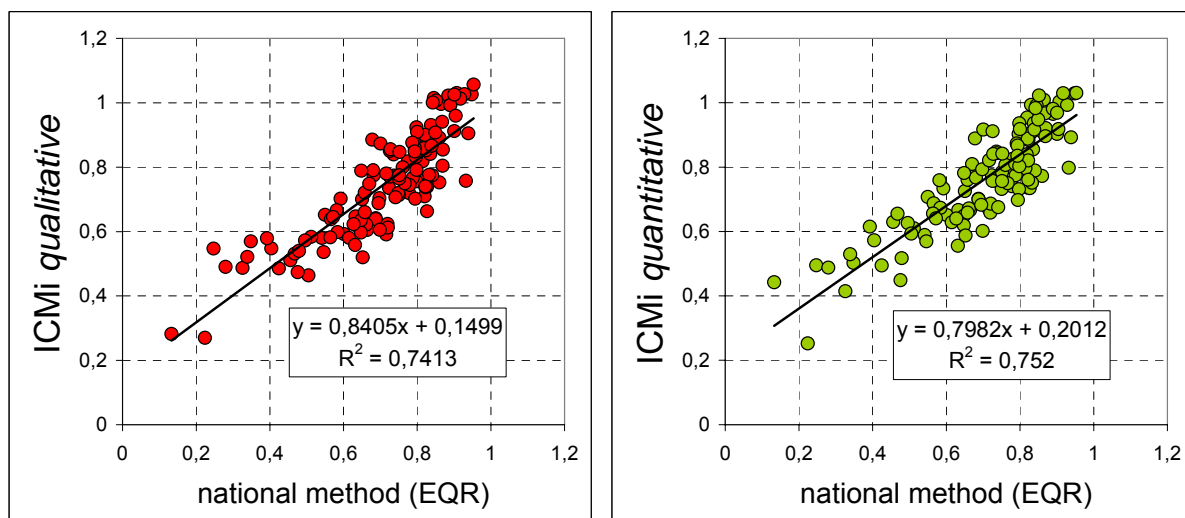 ICMi qualitative
1,2
1
0,8
0,6
0,4
0,2
0
0 0,2 0,4 0,6 0,8 1 1,2
y = 0,8405x + 0,1499
R² = 0,7413
national method (EQR)
ICMi quantitative
1,2
1
0,8
0,6
0,4
0,2
0
0 0,2 0,4 0,6 0,8 1 1,2
y = 0,7982x + 0,2012
R² = 0,752
national method (EQR)